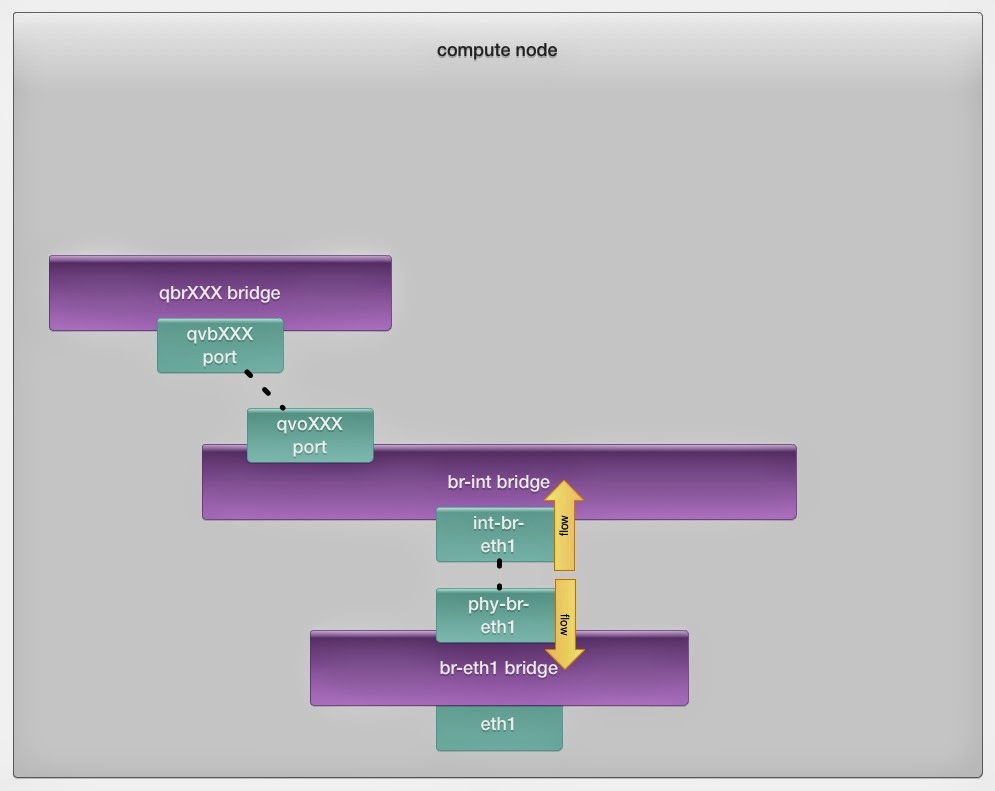 compute node
qbrXXX bridge
qvbXXX
port
qvoXXX
port
br-int bridge
flow
int-br-
eth1
phy-br-
eth1
flow
br-eth1 bridge
eth1